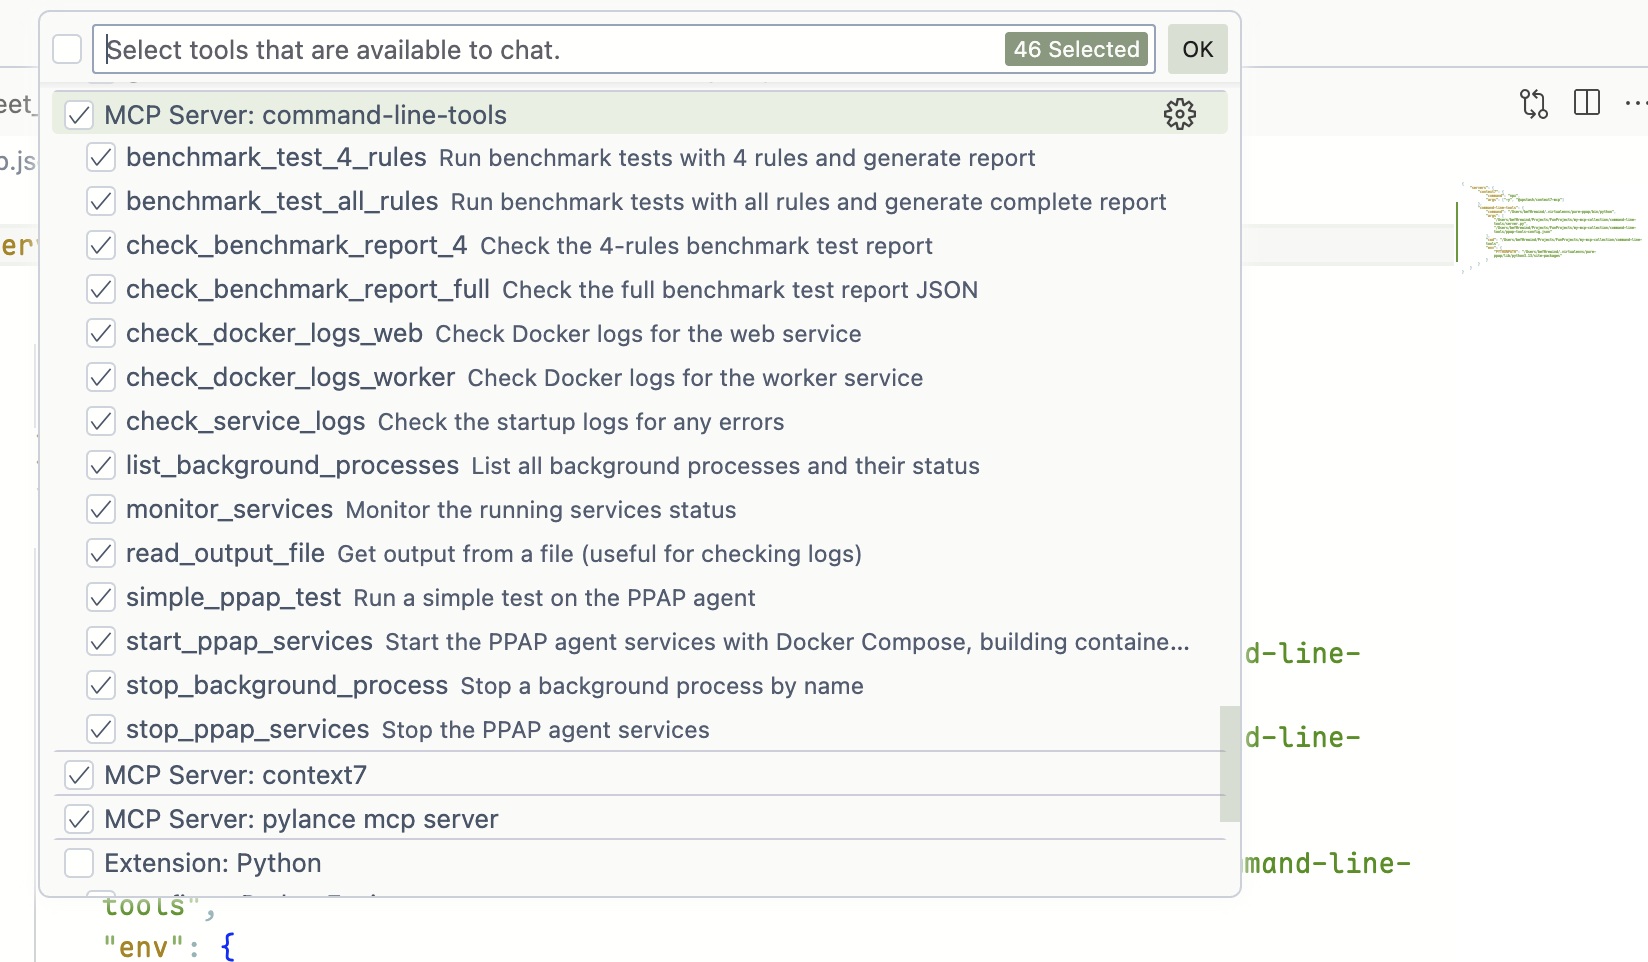 Select tools that are available to chat. 46 Selected OK
MCP Server: command-line-tools
benchmark_test_4_rules Run benchmark tests with 4 rules and generate report
benchmark_test_all_rules Run benchmark tests with all rules and generate complete report
check_benchmark_report_4 Check the 4-rules benchmark test report
check_benchmark_report_full Check the full benchmark test report JSON
check_docker_logs_web Check Docker logs for the web service
check_docker_logs_worker Check Docker logs for the worker service
check_service_logs Check the startup logs for any errors
list_background_processes List all background processes and their status
monitor_services Monitor the running services status
read_output_file Get output from a file (useful for checking logs)
simple_ppap_test Run a simple test on the PPAP agent
start_ppap_services Start the PPAP agent services with Docker Compose, building containe...
stop_background_process Stop a background process by name
stop_ppap_services Stop the PPAP agent services
MCP Server: context7
MCP Server: pylance mcp server
Extension: Python
eet_
p.js
er
d-line-
d-line-
mand-line-
tools",
"env": {